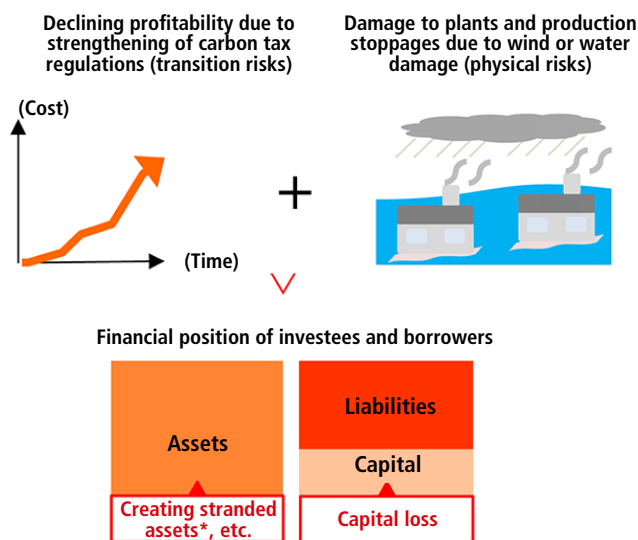 Declining profitability due to
strengthening of carbon tax
regulations (transition risks)
Damage to plants and production
stoppages due to wind or water
damage (physical risks)
(Cost)
+
(Time)
Financial position of investees and borrowers
Assets
Liabilities
Capital
Creating stranded
assets*, etc.
Capital loss